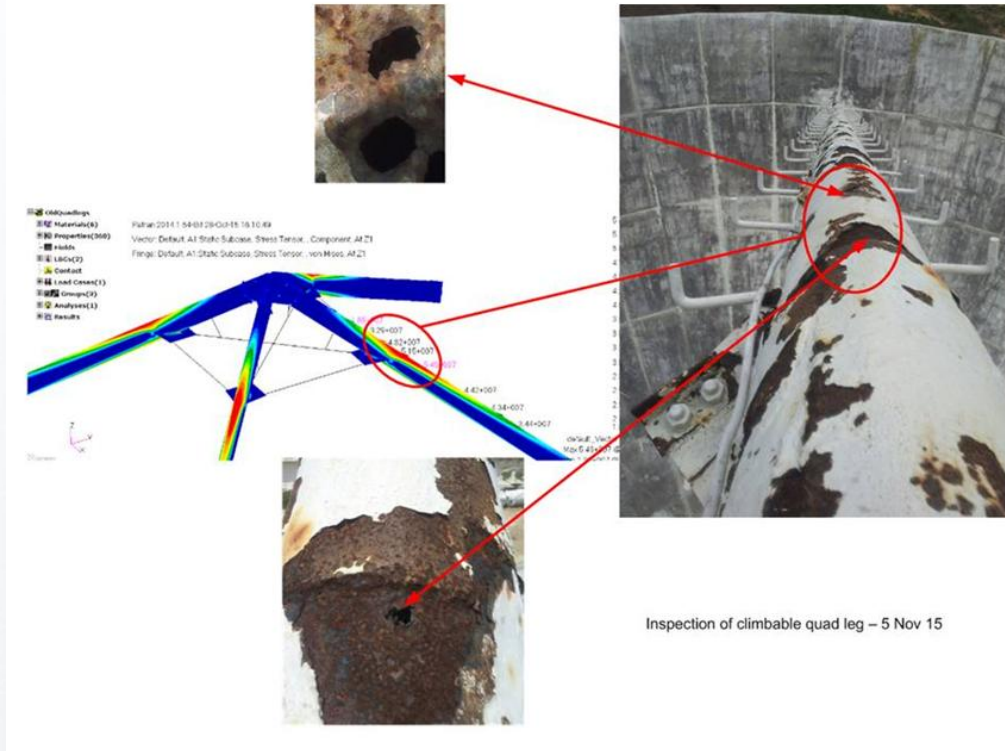 OldQuadlegs
Materials(6)
Properties(360)
Fields
LBCs(2)
Contact
Load Cases(1)
Groups(3)
Analyses(1)
Results
Vector: Default, A1:Static Subcase, Stress Tensor, , Component, At Z1
Fringe: Default, A1:Static Subcase, Stress Tensor, , von Mises, At Z1
3.29+007
4.82+007
5.15+007
4.42+007
4.34+007
3.44+007
Z
Y
X
Inspection of climbable quad leg – 5 Nov 15